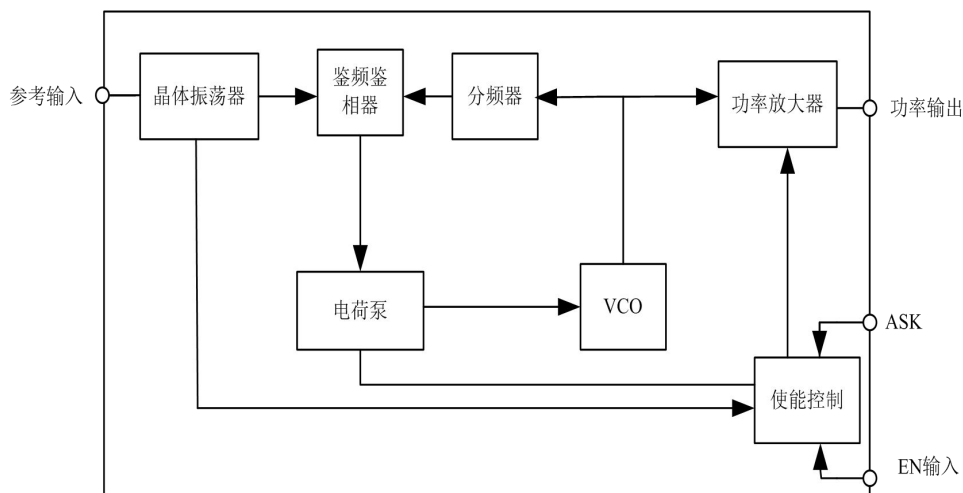 参考输入
晶体振荡器
鉴频鉴
相器
分频器
功率放大器
功率输出
电荷泵
VCO
ASK
使能控制
EN输入